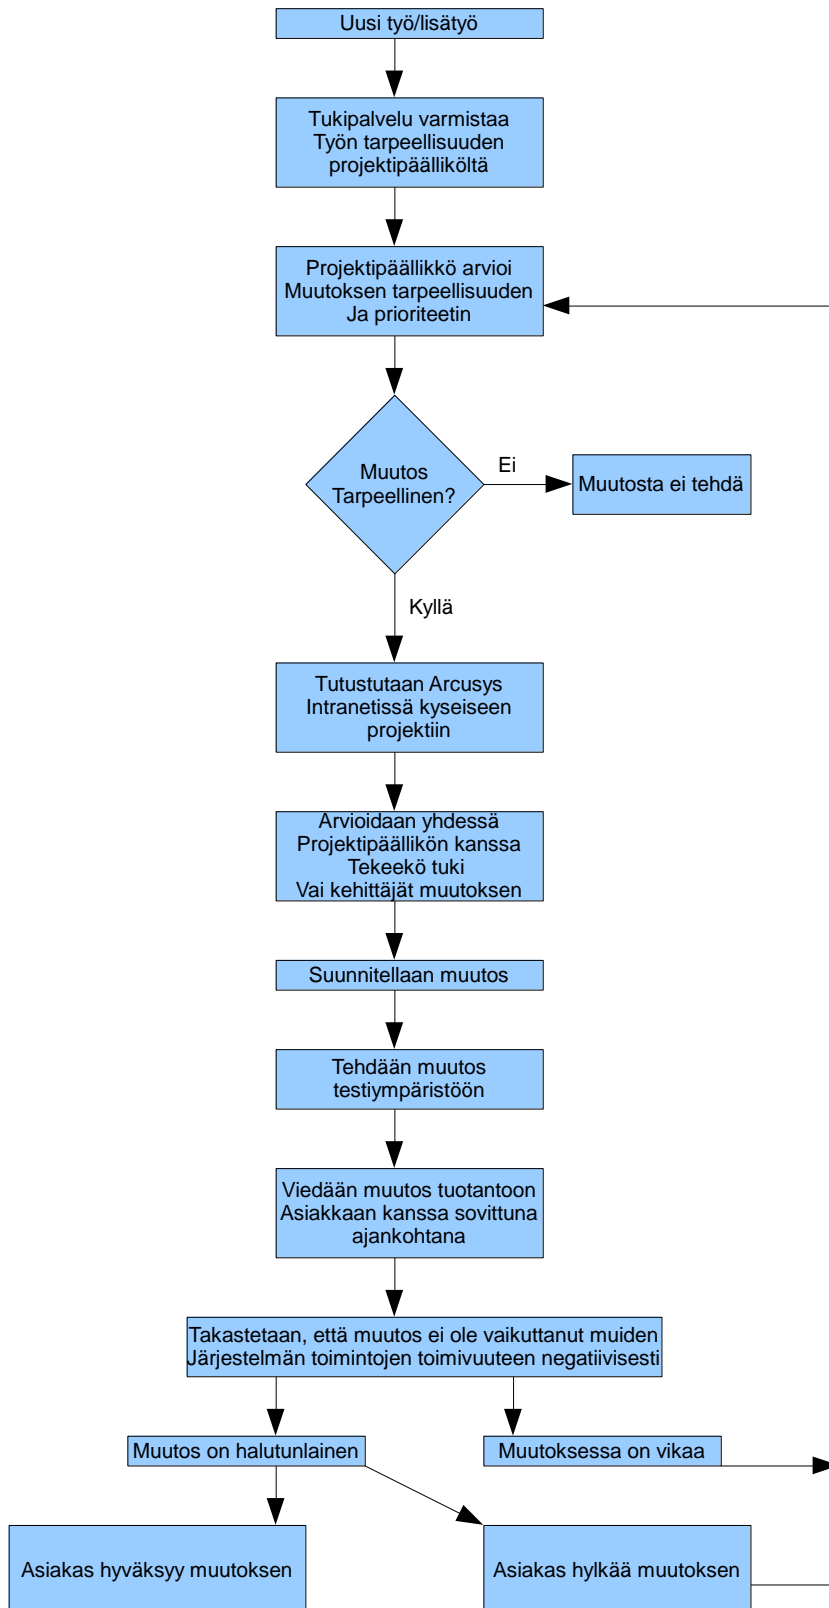 Uusi työ/lisätyö
Tukipalvelu varmistaa
Työn tarpeellisuuden
projektipäälliköltä
Projektipäällikkö arvioi
Muutoksen tarpeellisuuden
Ja prioriteetin
Muutos
Tarpeellinen?
Ei
Muutosta ei tehdä
Kyllä
Tutustutaan Arcusys
Intranetissä kyseiseen
projektiin
Arvioidaan yhdessä
Projektipäällikön kanssa
Tekeekö tuki
Vai kehittäjät muutoksen
Suunnitellaan muutos
Tehdään muutos
testiympäristöön
Viedään muutos tuotantoon
Asiakkaan kanssa sovittuna
ajankohtana
Takastetaan, että muutos ei ole vaikuttanut muiden
Järjestelmän toimintojen toimivuuteen negatiivisesti
Muutos on halutunlainen
Muutoksessa on vikaa
Asiakas hyväksyy muutoksen
Asiakas hylkää muutoksen